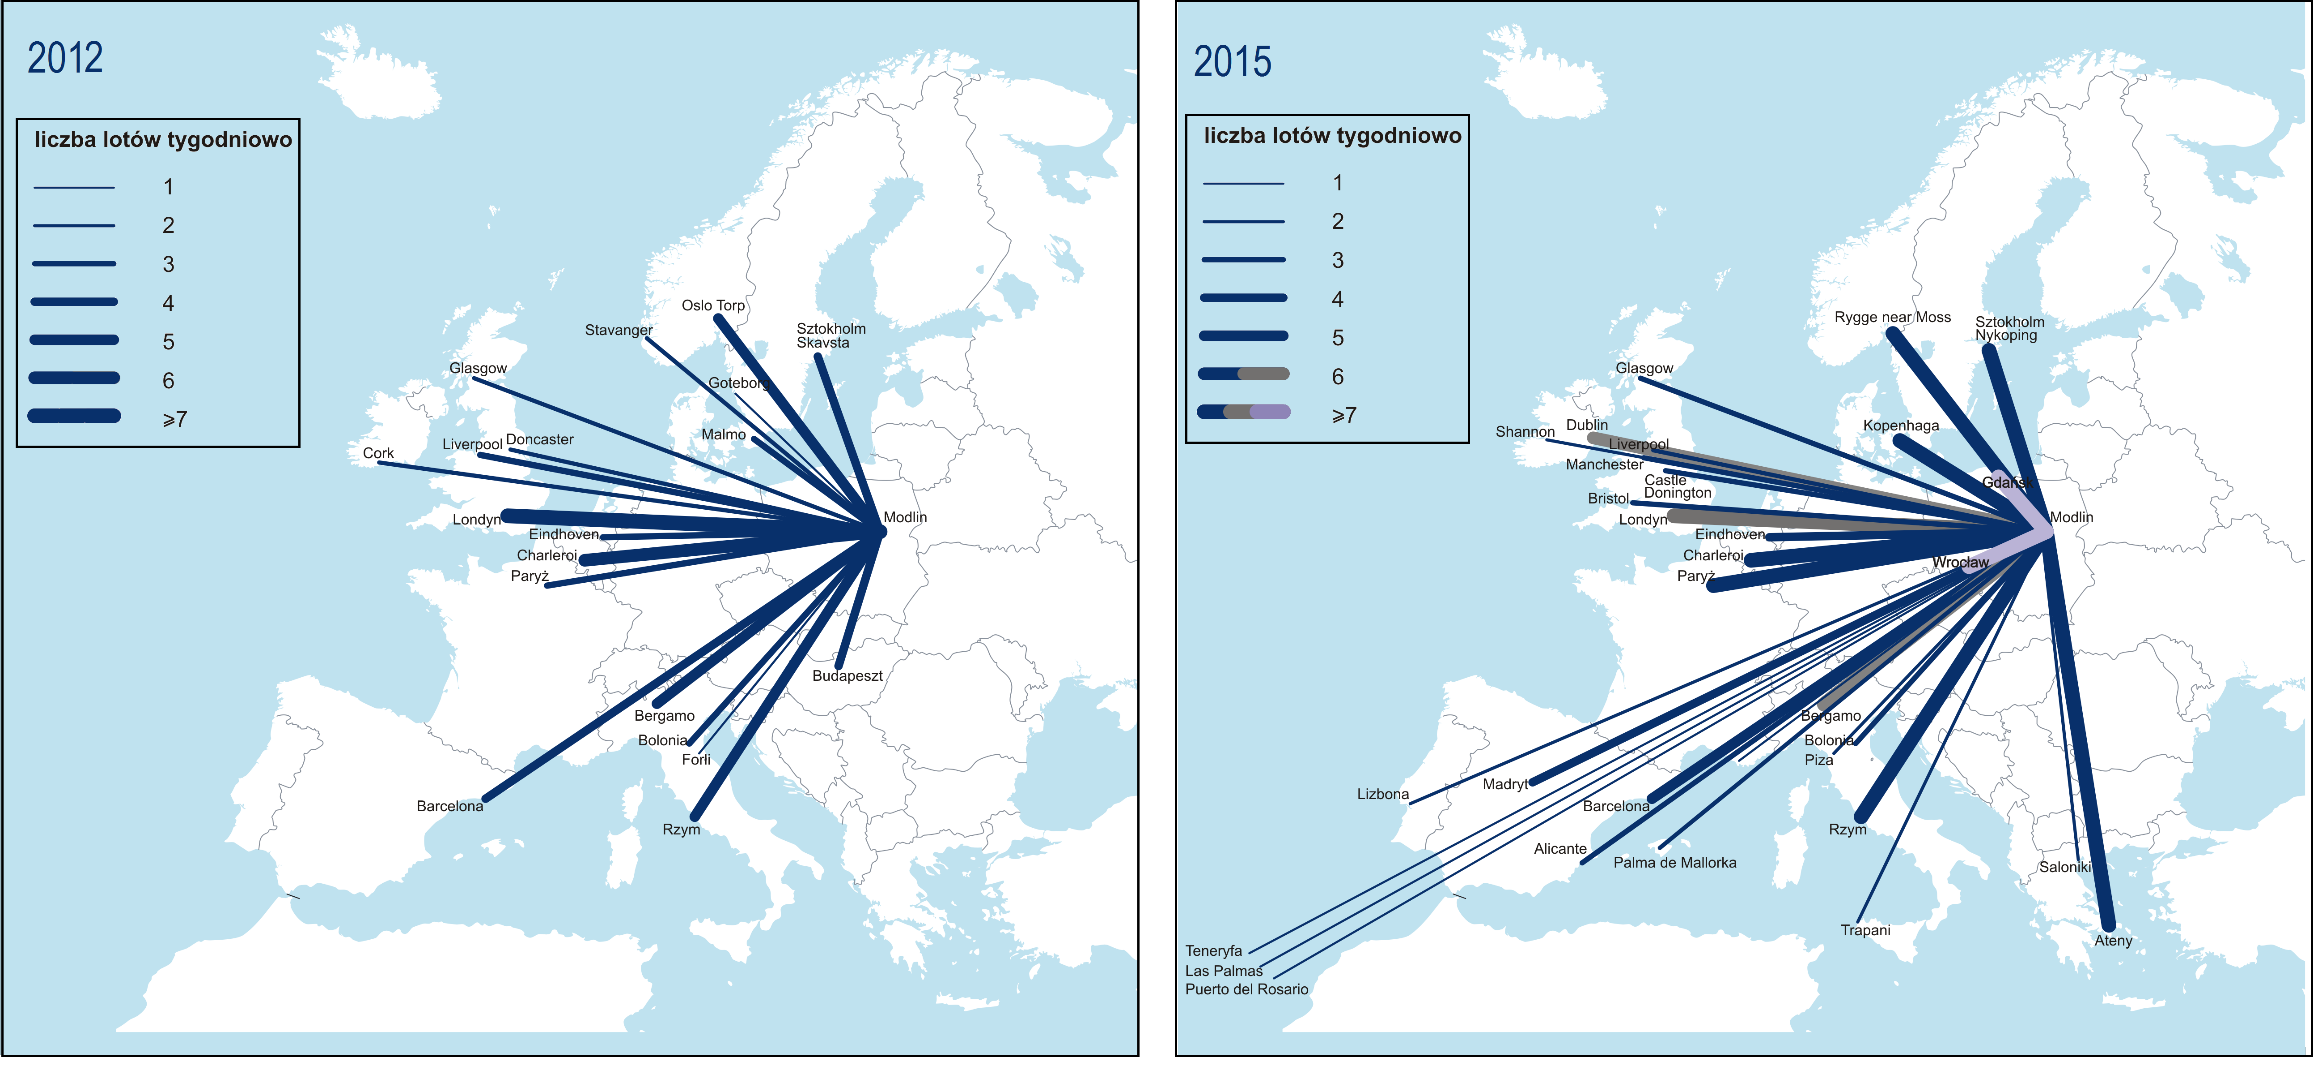 2012
liczba lotów tygodniowo
1
2
3
4
5
6
⩾7
Oslo Torp
Stavanger
Sztokholm
Skavsta
Glasgow
Goteborg
Malmo
Liverpool
Doncaster
Cork
Londyn
Modlin
Eindhoven
Charleroi
Paryż
Budapeszt
Bergamo
Bolonia
Forli
Barcelona
Rzym
2015
liczba lotów tygodniowo
1
2
3
4
5
6
⩾7
Rygge near Moss
Sztokholm
Nykoping
Glasgow
Dublin
Shannon
Liverpool
Kopenhaga
Manchester
Castle
Donington
Gdańsk
Bristol
Londyn
Modlin
Eindhoven
Charleroi
Wrocław
Paryż
Bergamo
Bolonia
Piza
Lizbona
Madryt
Barcelona
Rzym
Alicante
Palma de Mallorka
Saloniki
Trapani
Ateny
Teneryfa
Las Palmas
Puerto del Rosario